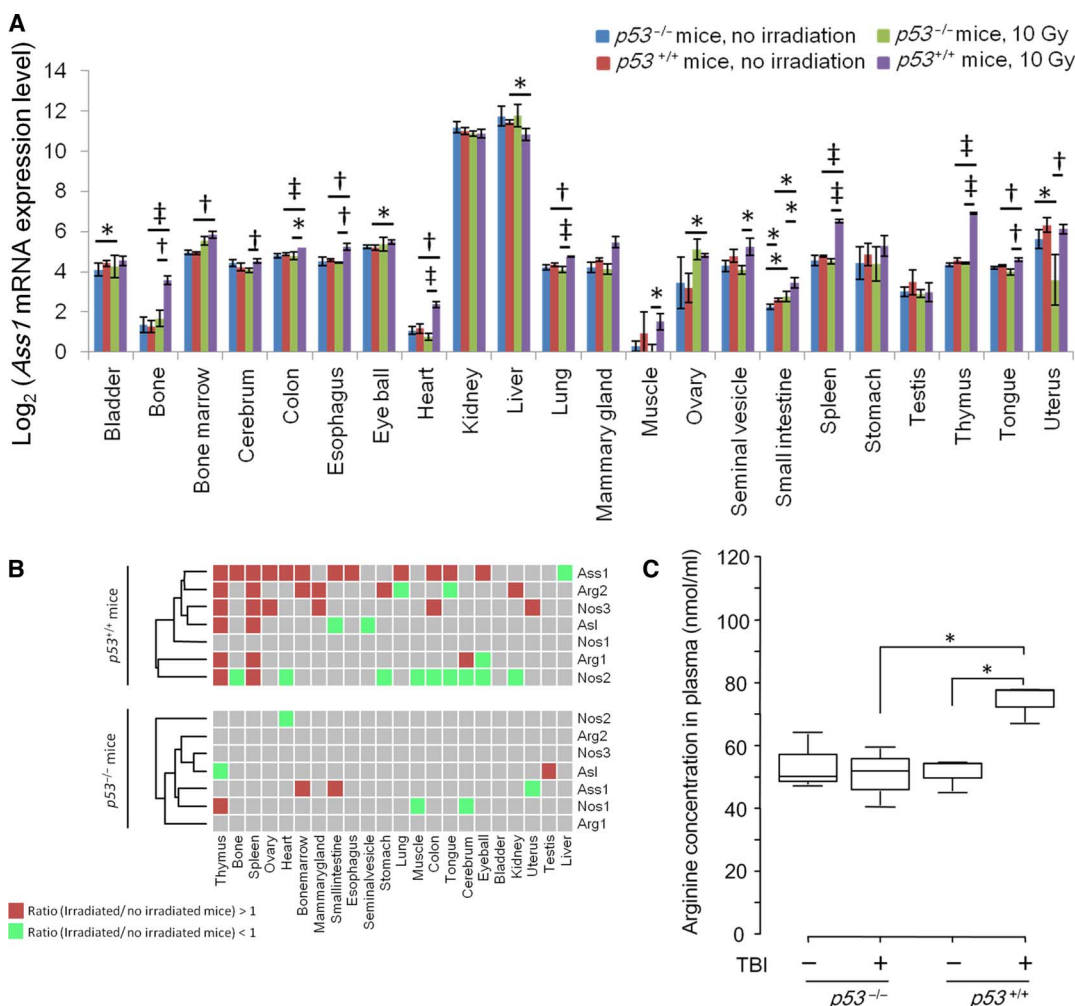 A
p53−/− mice, no irradiation
p53+/+ mice, no irradiation
p53−/− mice, 10 Gy
p53+/+ mice, 10 Gy
Log2 (Ass1 mRNA expression level)
14
12
10
8
6
4
2
0
* ‡ † † † ‡ * † † * † ‡ * † ‡ * * * * * * * ‡ ‡ ‡ ‡ † † * †
Bladder
Bone
Bone marrow
Cerebrum
Colon
Esophagus
Eye ball
Heart
Kidney
Liver
Lung
Mammary gland
Muscle
Ovary
Seminal vesicle
Small intestine
Spleen
Stomach
Testis
Thymus
Tongue
Uterus
B
p53+/+ mice
Ass1
Arg2
Nos3
Asl
Nos1
Arg1
Nos2
p53−/− mice
Nos2
Arg2
Nos3
Asl
Ass1
Nos1
Arg1
Thymus
Bone
Spleen
Ovary
Heart
Bonemarrow
Mammarygland
Smallintestine
Esophagus
Seminalvesicle
Stomach
Lung
Muscle
Colon
Tongue
Cerebrum
Eyeball
Bladder
Kidney
Uterus
Testis
Liver
Ratio (Irradiated/no irradiated mice) > 1
Ratio (Irradiated/no irradiated mice) < 1
C
Arginine concentration in plasma (nmol/ml)
120
100
80
60
40
20
0
*
*
TBI − + − +
p53−/− p53+/+